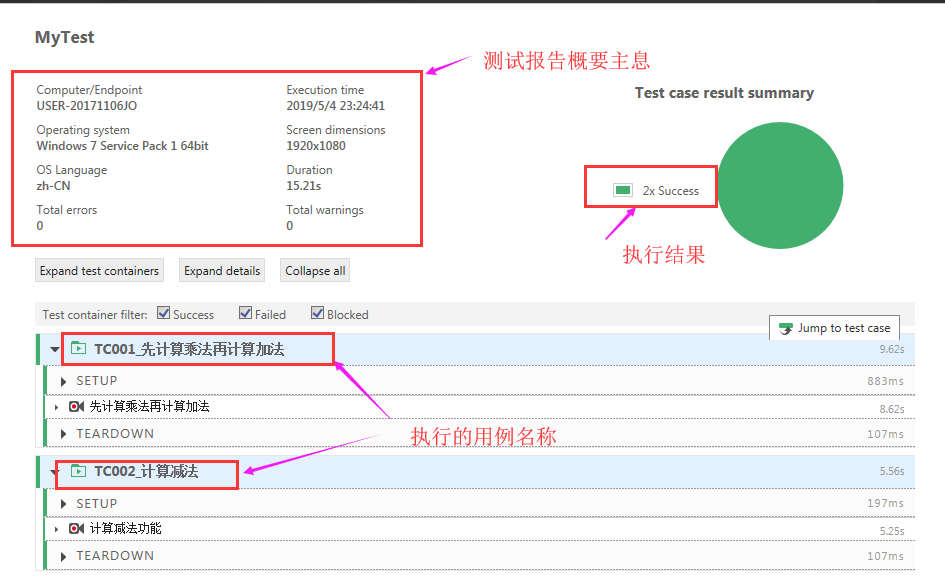 MyTest
测试报告概要主息
Computer/Endpoint
USER-20171106JO
Execution time
2019/5/4 23:24:41
Operating system
Windows 7 Service Pack 1 64bit
Screen dimensions
1920x1080
OS Language
zh-CN
Duration
15.21s
Total errors
0
Total warnings
0
Test case result summary
2x Success
执行结果
Expand test containers
Expand details
Collapse all
Test container filter: Success Failed Blocked
Jump to test case
TC001_先计算乘法再计算加法 9.62s
SETUP 883ms
先计算乘法再计算加法 8.62s
TEARDOWN 107ms
执行的用例名称
TC002_计算减法 5.56s
SETUP 197ms
计算减法功能 5.25s
TEARDOWN 107ms